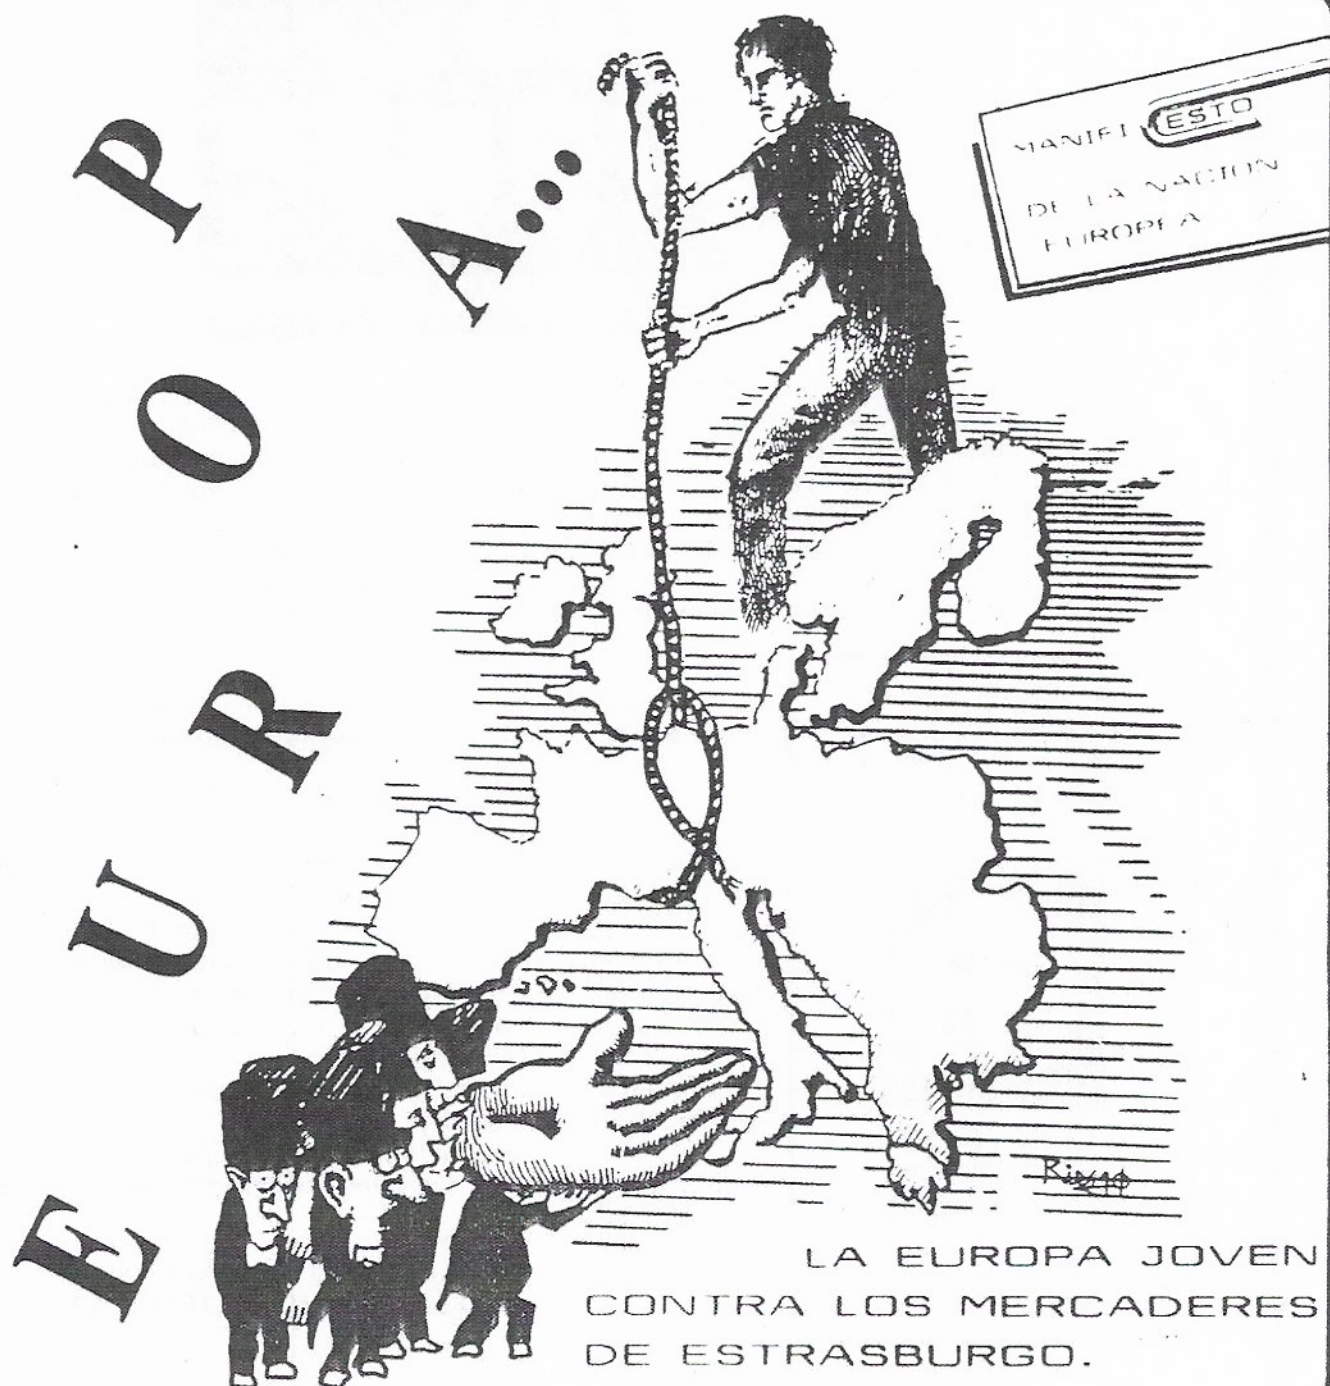 EUROPA...
MANIFIESTO
DE LA NACION
EUROPEA
LA EUROPA JOVEN
CONTRA LOS MERCADERES
DE ESTRASBURGO.